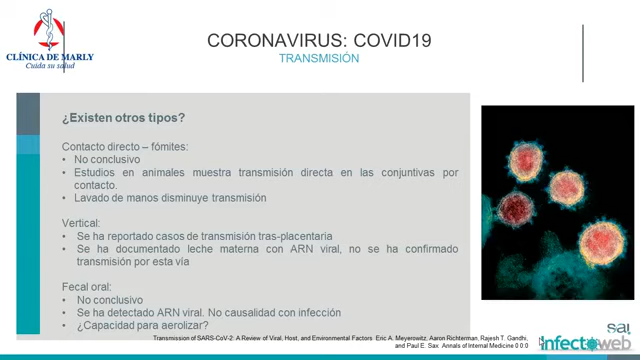 CLÍNICA DE MARLY
Cuida su salud
CORONAVIRUS: COVID19
TRANSMISIÓN
¿Existen otros tipos?
Contacto directo – fómites:
• No conclusivo
• Estudios en animales muestra transmisión directa en las conjuntivas por
contacto.
• Lavado de manos disminuye transmisión
Vertical:
• Se ha reportado casos de transmisión tras-placentaria
• Se ha documentado leche materna con ARN viral, no se ha confirmado
transmisión por esta vía
Fecal oral:
• No conclusivo
• Se ha detectado ARN viral. No causalidad con infección
• ¿Capacidad para aerolizar?
Transmission of SARS-CoV-2: A Review of Viral, Host, and Environmental Factors Eric A. Meyerowitz, Aaron Richterman, Rajesh T. Gandhi,
and Paul E. Sax Annals of Internal Medicine 0 0 0
infectoweb